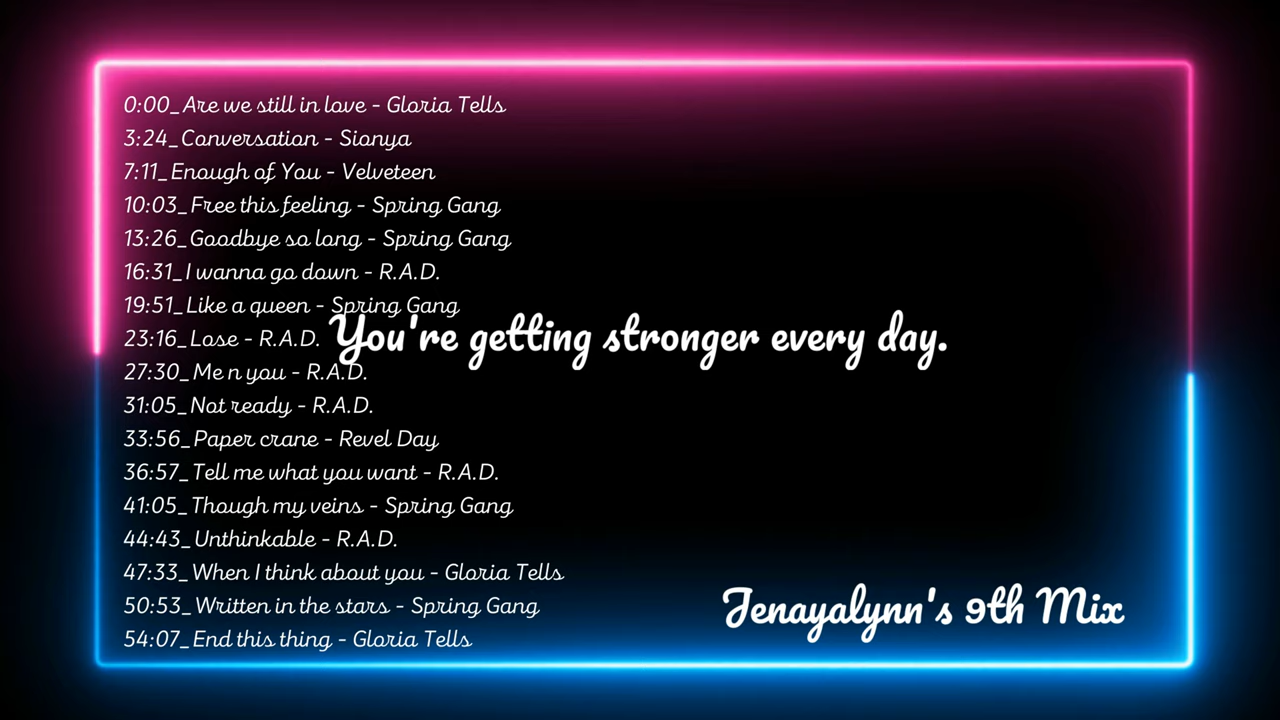 0:00_Are we still in love - Gloria Tells
3:24_Conversation - Sionya
7:11_Enough of You - Velveteen
10:03_Free this feeling - Spring Gang
13:26_Goodbye so long - Spring Gang
16:31_I wanna go down - R.A.D.
19:51_Like a queen - Spring Gang
23:16_Lose - R.A.D.
You're getting stronger every day.
27:30_Me n you - R.A.D.
31:05_Not ready - R.A.D.
33:56_Paper crane - Revel Day
36:57_Tell me what you want - R.A.D.
41:05_Though my veins - Spring Gang
44:43_Unthinkable - R.A.D.
47:33_When I think about you - Gloria Tells
50:53_Written in the stars - Spring Gang
54:07_End this thing - Gloria Tells
Jenayalynn's 9th Mix